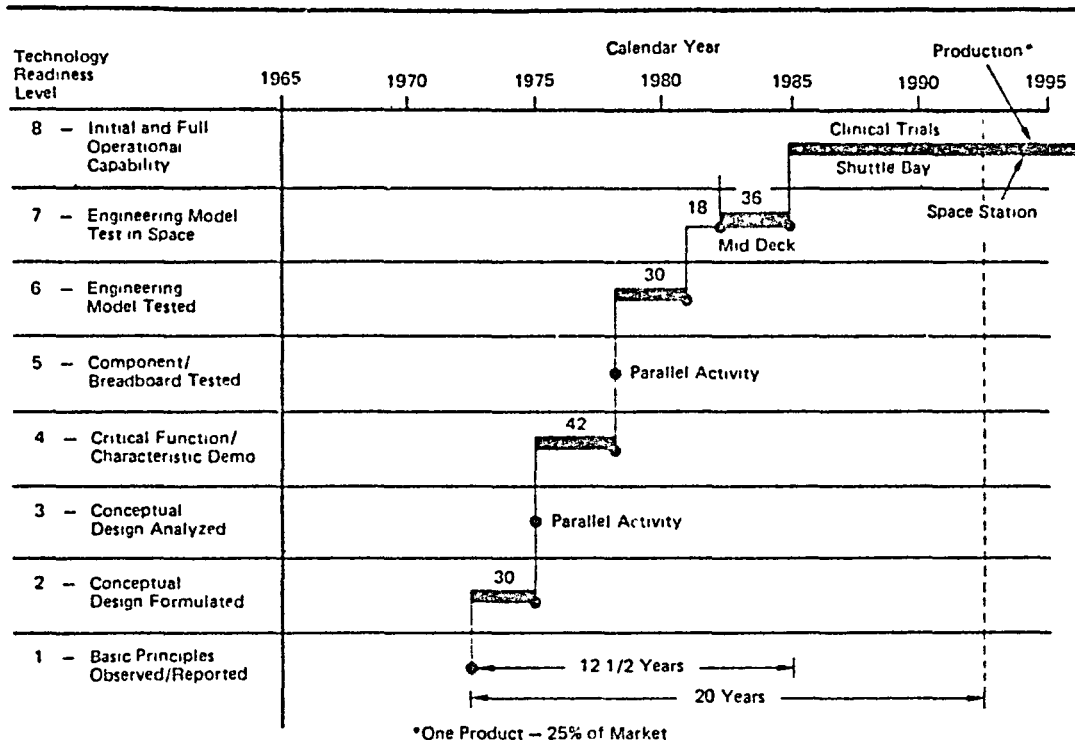 Technology
Readiness
Level
Calendar Year
Production*
1965
1970
1975
1980
1985
1990
1995
8 – Initial and Full
Operational
Capability
Clinical Trials
Shuttle Bay
Space Station
7 – Engineering Model
Test in Space
18
36
Mid Deck
6 – Engineering
Model Tested
30
5 – Component/
Breadboard Tested
Parallel Activity
4 – Critical Function/
Characteristic Demo
42
3 – Conceptual
Design Analyzed
Parallel Activity
2 – Conceptual
Design Formulated
30
1 – Basic Principles
Observed/Reported
12 1/2 Years
20 Years
*One Product – 25% of Market